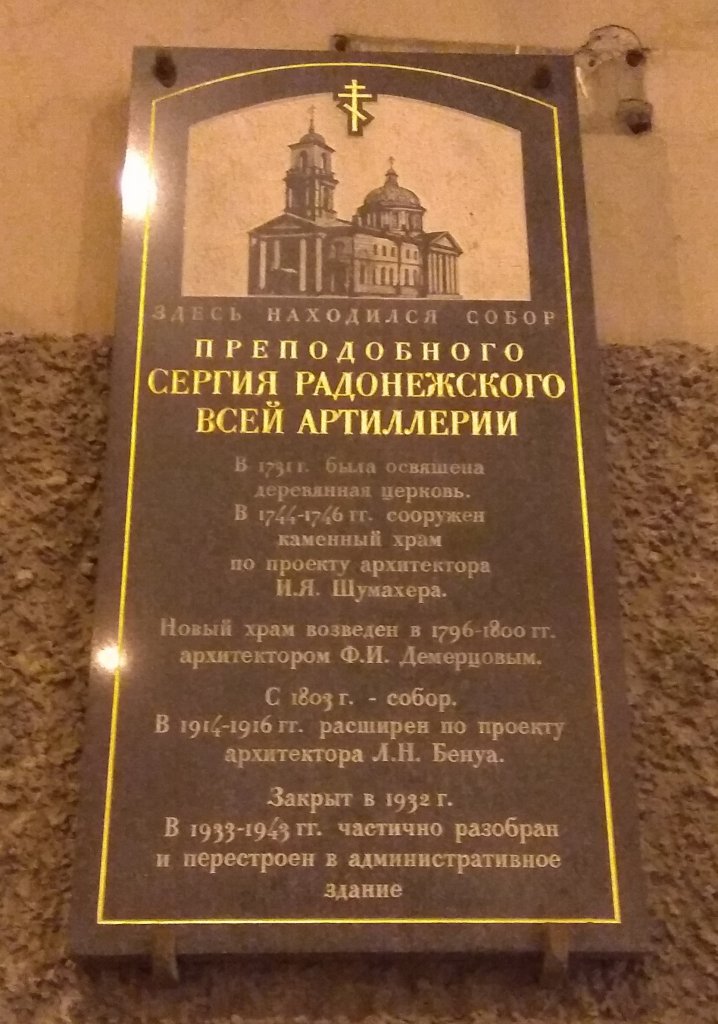 ЗДЕСЬ НАХОДИЛСЯ СОБОР
ПРЕПОДОБНОГО
СЕРГИЯ РАДОНЕЖСКОГО
ВСЕЙ АРТИЛЛЕРИИ
В 1731 г. была освящена
деревянная церковь.
В 1744-1746 гг. сооружен
каменный храм
по проекту архитектора
И.Я. Шумахера.
Новый храм возведен в 1796-1800 гг.
архитектором Ф.И. Демерцовым.
С 1803 г. - собор.
В 1914-1916 гг. расширен по проекту
архитектора Л.Н. Бенуа.
Закрыт в 1932 г.
В 1933-1943 гг. частично разобран
и перестроен в административное
здание